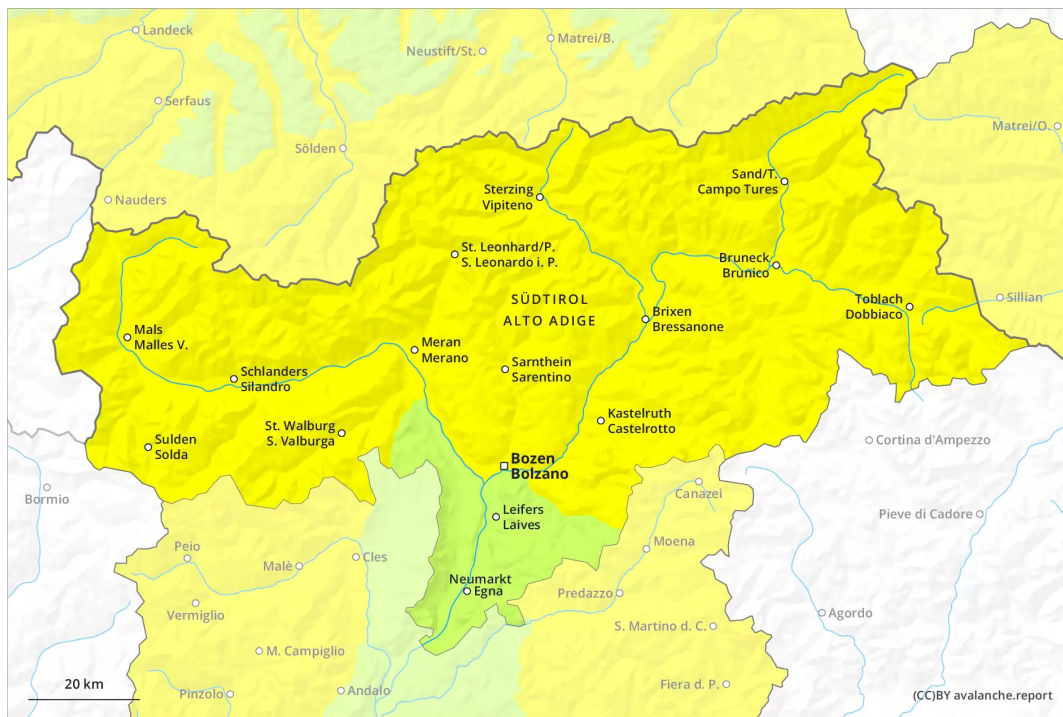 Landeck
Matrei/B.
Neustift/St.
Serfaus
Matrei/O.
Sölden
Sand/T.
Campo Tures
Sterzing
Vipiteno
Nauders
St. Leonhard/P.
S. Leonardo i. P.
Bruneck
Brunico
SÜDTIROL
ALTO ADIGE
Toblach
Dobbiaco
Sillian
Brixen
Bressanone
Mals
Malles V.
Meran
Merano
Sarnthein
Sarentino
Schlanders
Silandro
Kastelruth
Castelrotto
St. Walburg
S. Valburga
Sulden
Solda
Cortina d'Ampezzo
Bozen
Bolzano
Bormio
Canazei
Leifers
Laives
Pieve di Cadore
Moena
Peio
Cles
Malè
Neumarkt
Egna
Predazzo
Vermiglio
Agordo
S. Martino d. C.
M. Campiglio
20 km
Pinzolo
Andalo
Fiera d. P.
(CC)BY avalanche.report